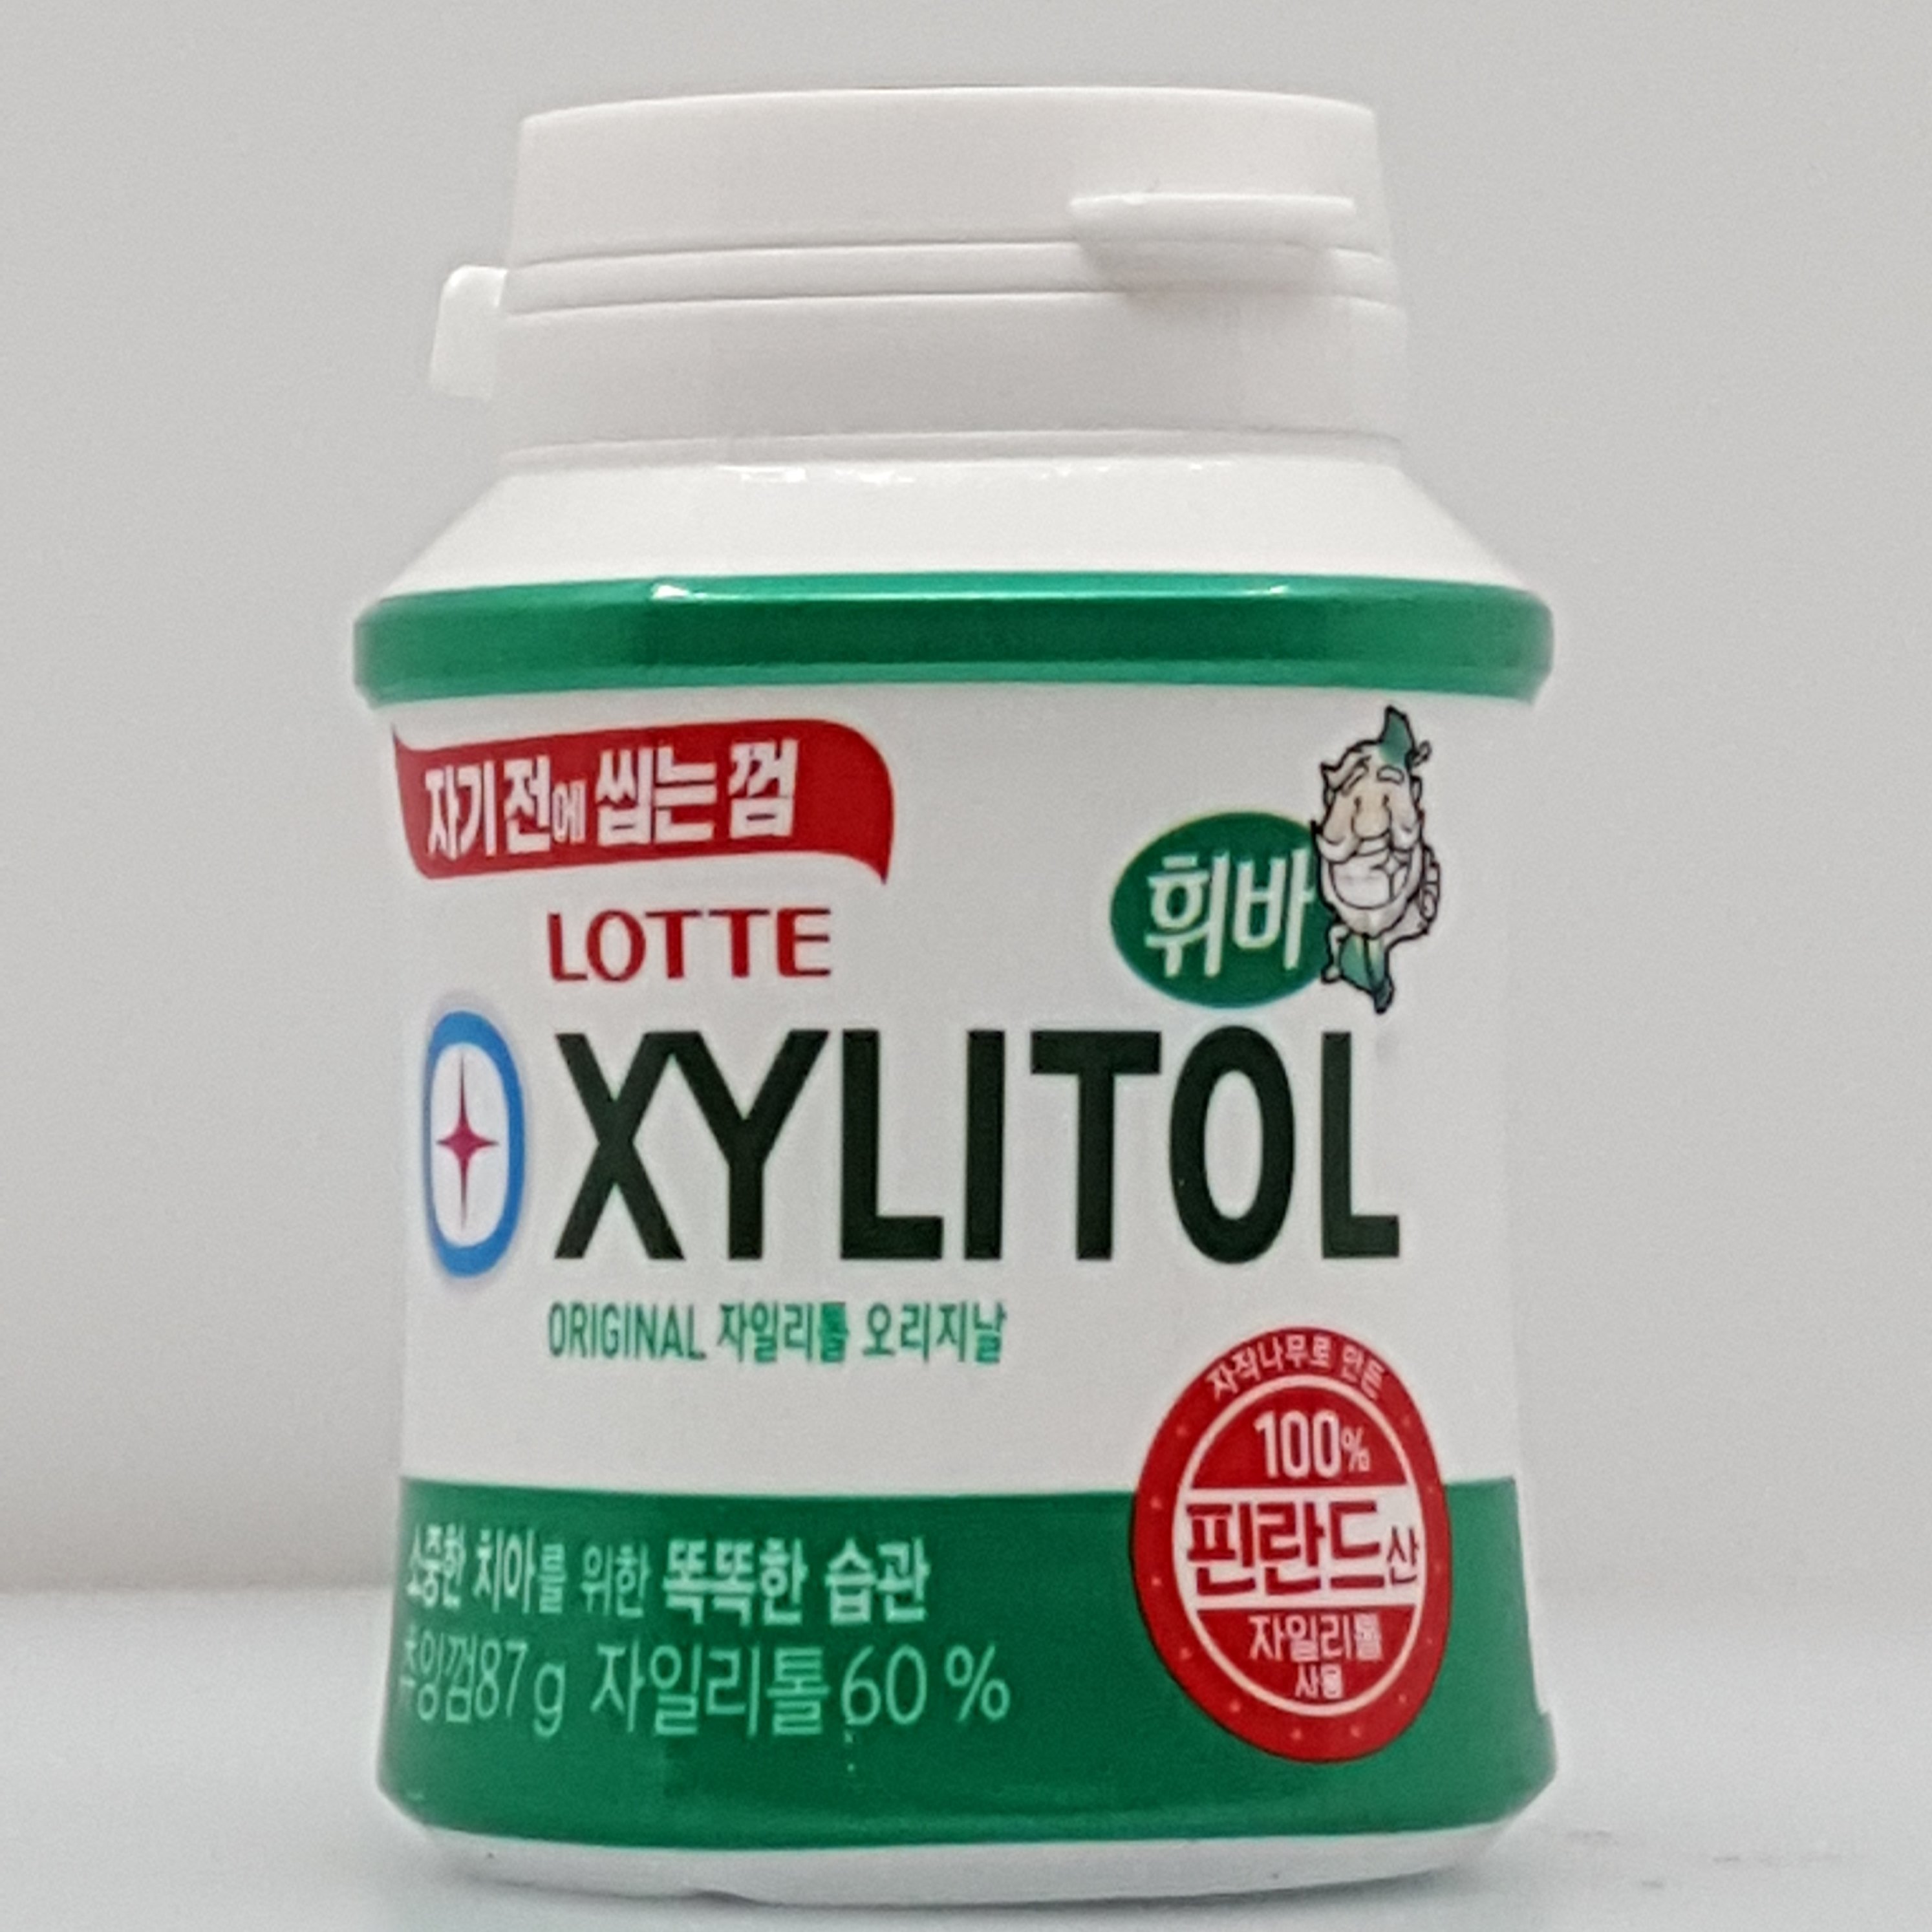 자기 전에 씹는 껌
LOTTE
휘바
XYLITOL
ORIGINAL 자일리톨 오리지날
자작나무로 만든
100%
핀란드산
자일리톨
사용
소중한 치아를 위한 똑똑한 습관
추잉껌87g 자일리톨60%